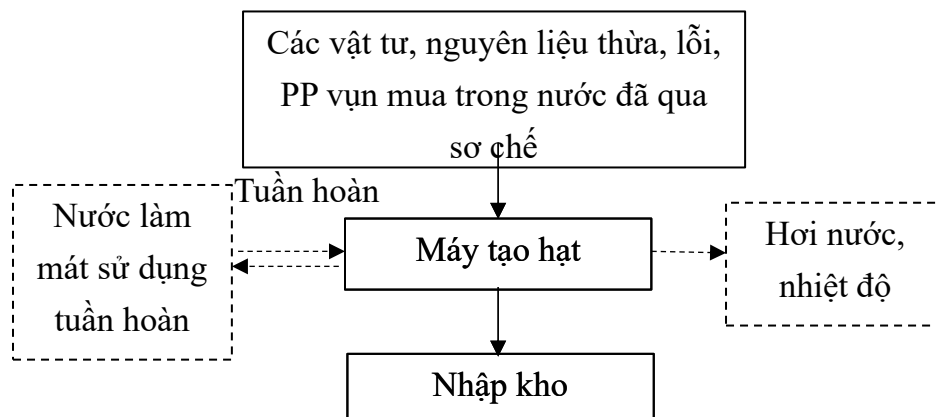 Các vật tư, nguyên liệu thừa, lỗi,
PP vụn mua trong nước đã qua
sơ chế
Tuần hoàn
Nước làm
mát sử dụng
tuần hoàn
Máy tạo hạt
Hơi nước,
nhiệt độ
Nhập kho